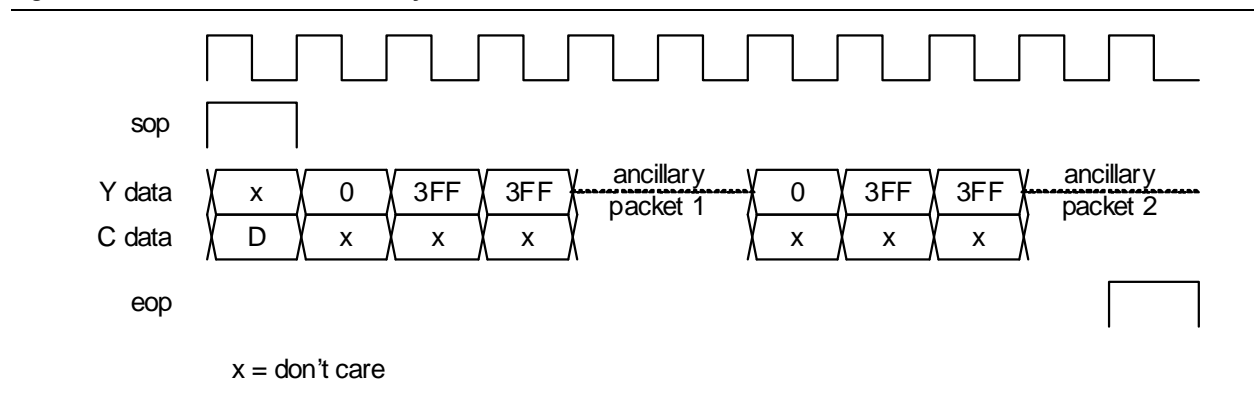 sop
ancillary ancillary
Y data x 0 3FF 3FF 0 3FF 3FF
packet 1 packet 2
C data D x x x x x x
eop
x = don't care